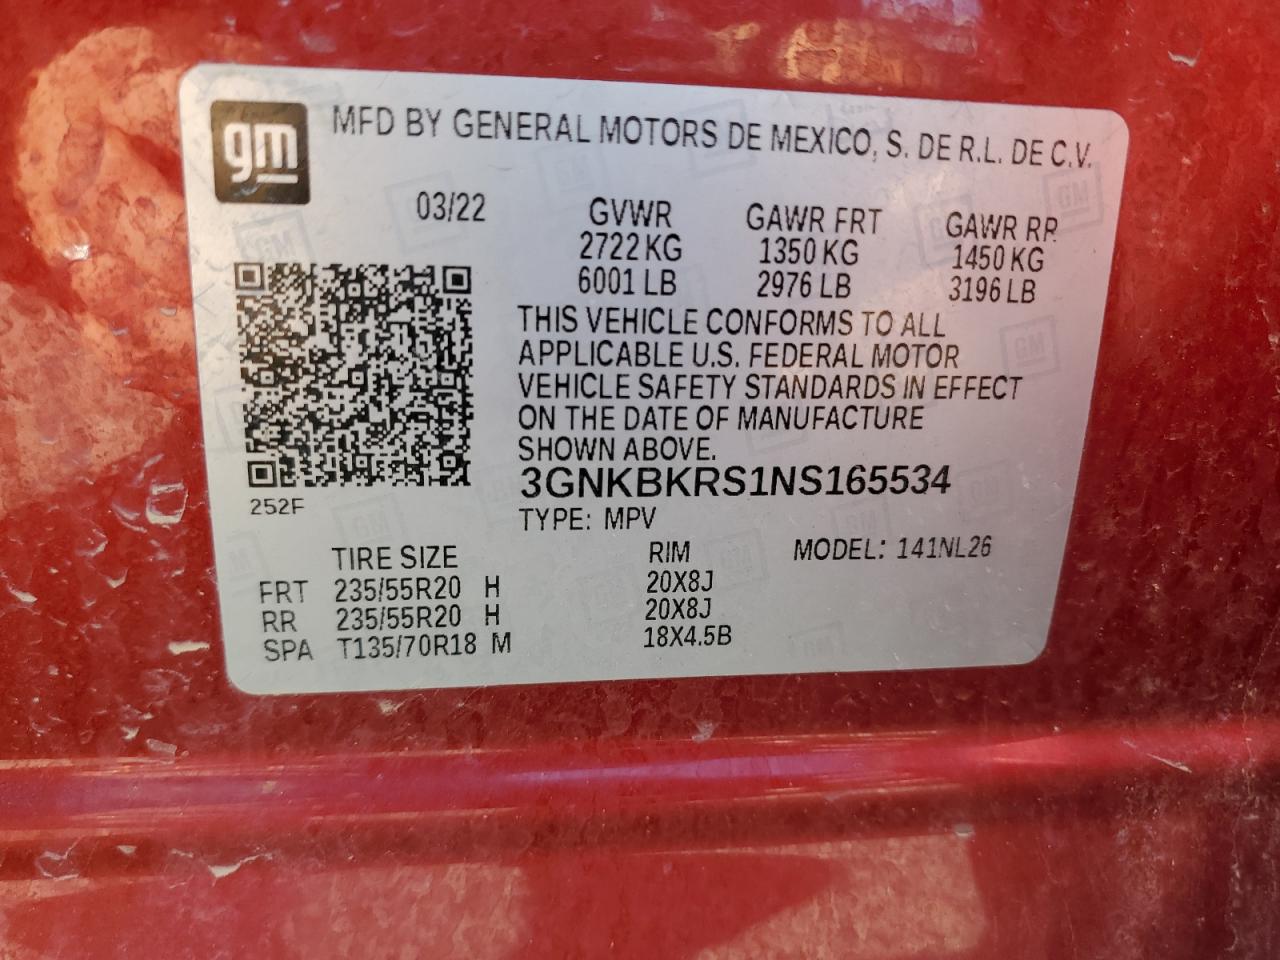 gm
MFD BY GENERAL MOTORS DE MEXICO, S. DE R.L. DE C.V.
03/22
GVWR GAWR FRT GAWR RR
2722 KG 1350 KG 1450 KG
6001 LB 2976 LB 3196 LB
THIS VEHICLE CONFORMS TO ALL
APPLICABLE U.S. FEDERAL MOTOR
VEHICLE SAFETY STANDARDS IN EFFECT
ON THE DATE OF MANUFACTURE
SHOWN ABOVE.
3GNKBKRS1NS165534
252F
TYPE: MPV
TIRE SIZE RIM MODEL: 141NL26
FRT 235/55R20 H 20X8J
RR 235/55R20 H 20X8J
SPA T135/70R18 M 18X4.5B